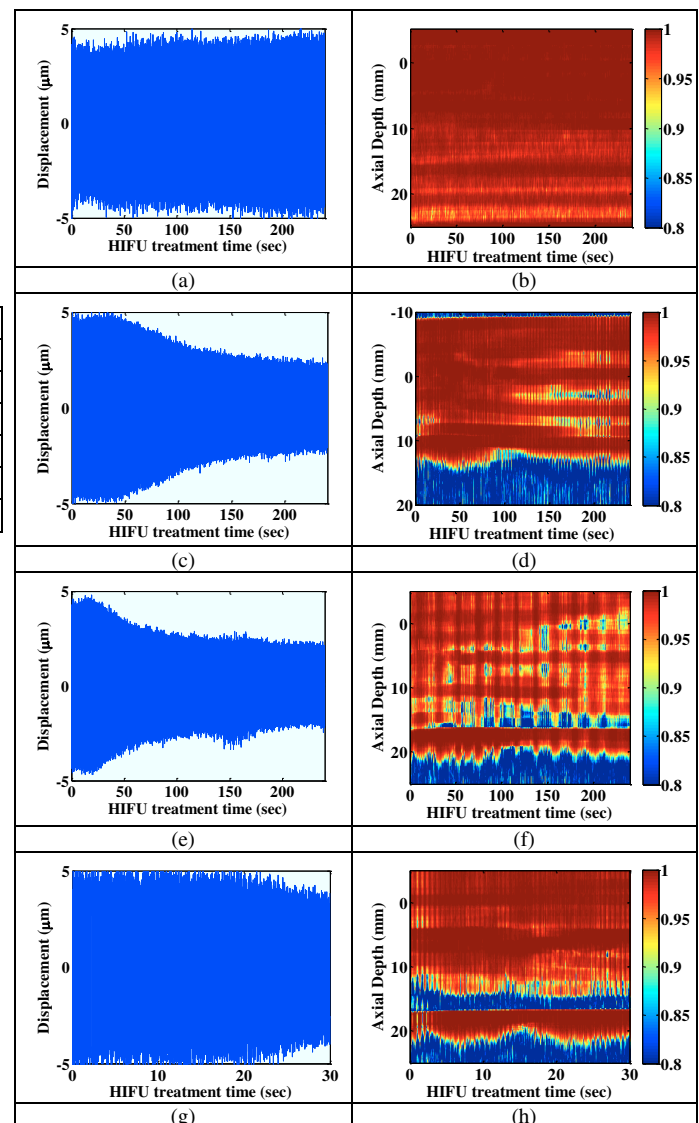 5
0
-5
Displacement (µm)
0 50 100 150 200
HIFU treatment time (sec)
0
10
20
Axial Depth (mm)
0 50 100 150 200
HIFU treatment time (sec)
1
0.95
0.9
0.85
0.8
(a)
(b)
5
0
-5
Displacement (µm)
0 50 100 150 200
HIFU treatment time (sec)
-10
0
10
20
Axial Depth (mm)
0 50 100 150 200
HIFU treatment time (sec)
1
0.95
0.9
0.85
0.8
(c)
(d)
5
0
-5
Displacement (µm)
0 50 100 150 200
HIFU treatment time (sec)
0
10
20
Axial Depth (mm)
0 50 100 150 200
HIFU treatment time (sec)
1
0.95
0.9
0.85
0.8
(e)
(f)
5
0
-5
Displacement (µm)
0 10 20 30
HIFU treatment time (sec)
0
10
20
Axial Depth (mm)
0 10 20 30
HIFU treatment time (sec)
1
0.95
0.9
0.85
0.8
(g)
(h)